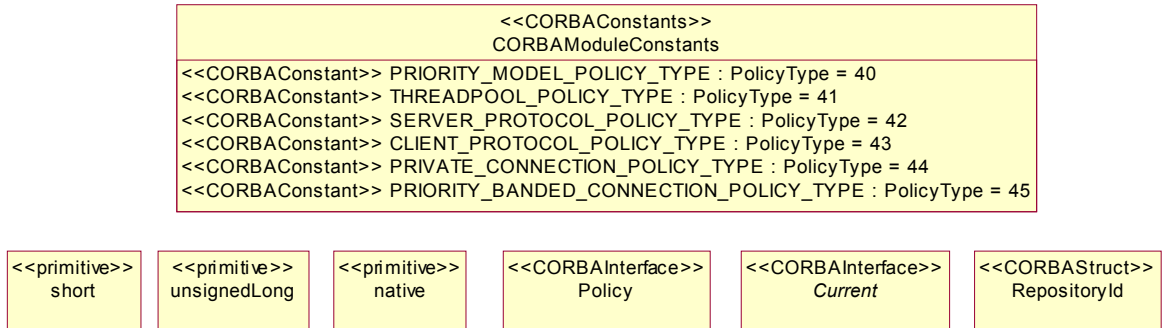 <<CORBAConstants>>
CORBAModuleConstants
<<CORBAConstant>> PRIORITY_MODEL_POLICY_TYPE : PolicyType = 40
<<CORBAConstant>> THREADPOOL_POLICY_TYPE : PolicyType = 41
<<CORBAConstant>> SERVER_PROTOCOL_POLICY_TYPE : PolicyType = 42
<<CORBAConstant>> CLIENT_PROTOCOL_POLICY_TYPE : PolicyType = 43
<<CORBAConstant>> PRIVATE_CONNECTION_POLICY_TYPE : PolicyType = 44
<<CORBAConstant>> PRIORITY_BANDED_CONNECTION_POLICY_TYPE : PolicyType = 45
<<primitive>>
short
<<primitive>>
unsignedLong
<<primitive>>
native
<<CORBAInterface>>
Policy
<<CORBAInterface>>
Current
<<CORBAStruct>>
RepositoryId